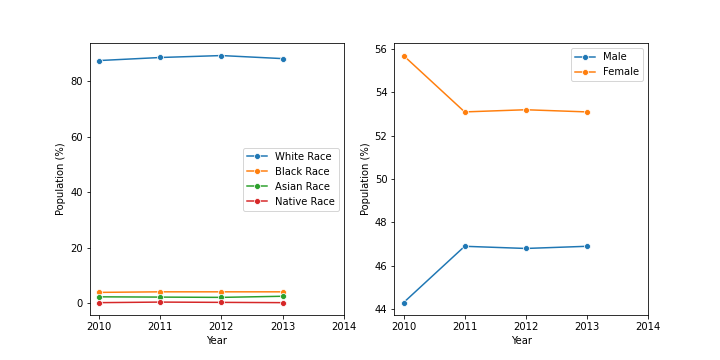 Population (%)
80
60
40
20
0
2010 2011 2012 2013 2014
Year
White Race
Black Race
Asian Race
Native Race
Population (%)
56
54
52
50
48
46
44
2010 2011 2012 2013 2014
Year
Male
Female